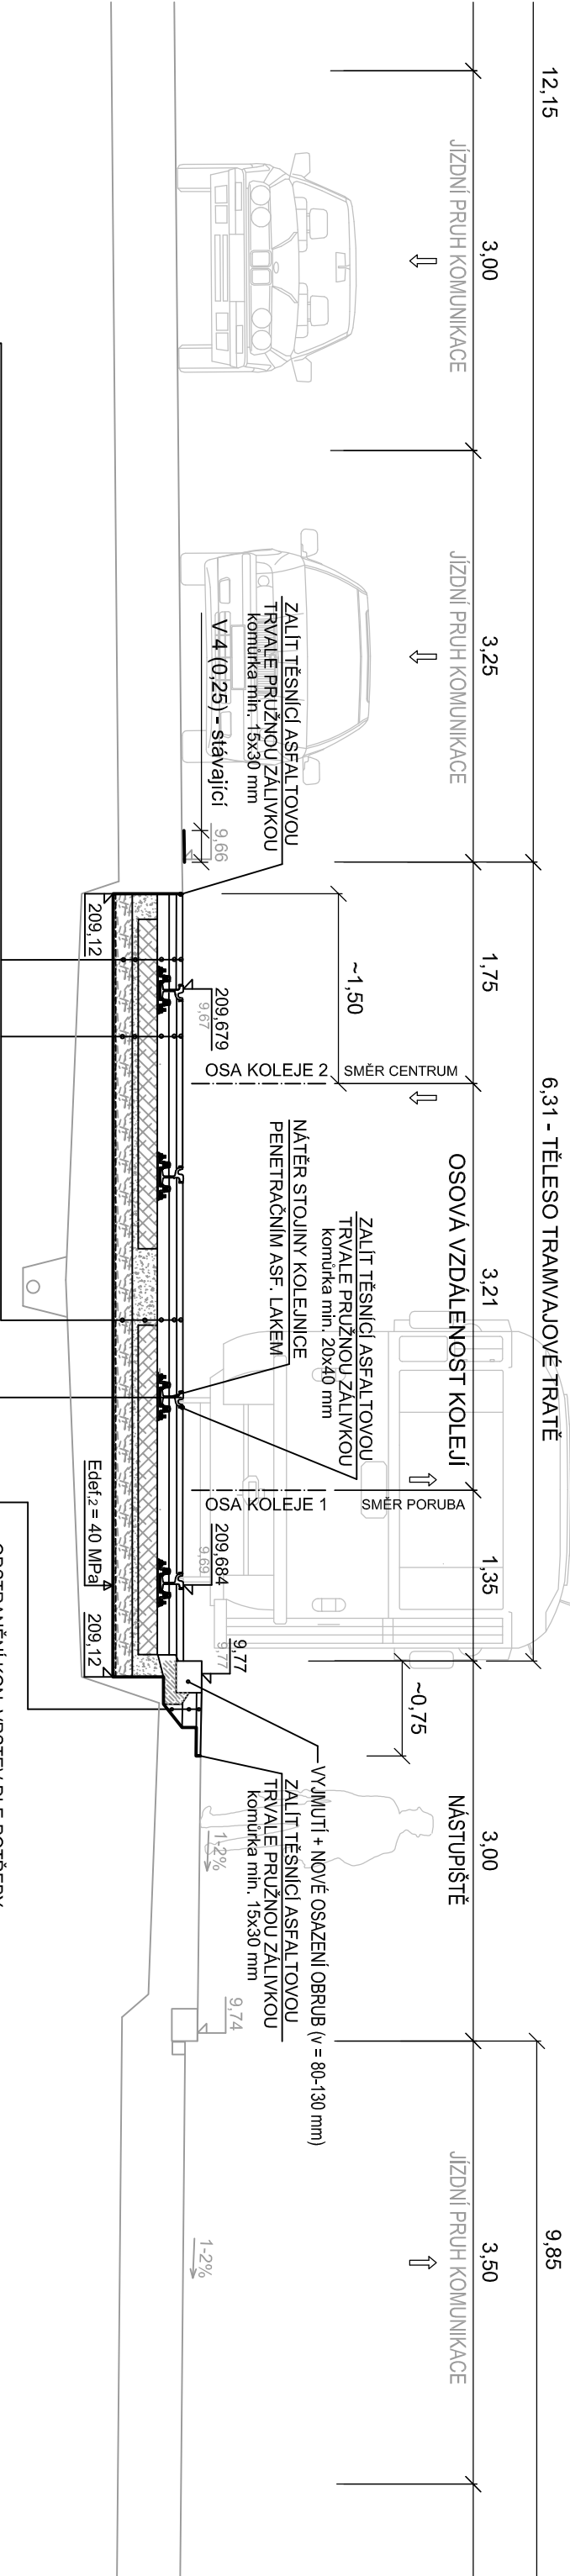 12,15
6,31 - TĚLESO TRAMVAJOVÉ TRATĚ
9,85
3,00
3,25
1,75
3,21
1,35
3,00
3,50
JÍZDNÍ PRUH KOMUNIKACE
JÍZDNÍ PRUH KOMUNIKACE
OSOVÁ VZDÁLENOST KOLEJÍ
NÁSTUPIŠTĚ
JÍZDNÍ PRUH KOMUNIKACE
~0,75
~1,50
SMĚR CENTRUM
OSA KOLEJE 2
SMĚR PORUBA
OSA KOLEJE 1
ZALÍT TĚSNÍCÍ ASFALTOVOU
TRVALE PRUŽNOU ZÁLIVKOU
komůrka min. 20x40 mm
NÁTĚR STOJINY KOLEJNICE
PENETRAČNÍM ASF. LAKEM
VYJMUTÍ + NOVÉ OSAZENÍ OBRUB (v = 80-130 mm)
ZALÍT TĚSNÍCÍ ASFALTOVOU
TRVALE PRUŽNOU ZÁLIVKOU
komůrka min. 15x30 mm
ZALÍT TĚSNÍCÍ ASFALTOVOU
TRVALE PRUŽNOU ZÁLIVKOU
komůrka min. 15x30 mm
V 4 (0,25) - stávající
9,66
209,679
9,67
209,684
9,69
9,77
9,77
1-2%
9,74
1-2%
209,12
Edef,2 = 40 MPa
209,12